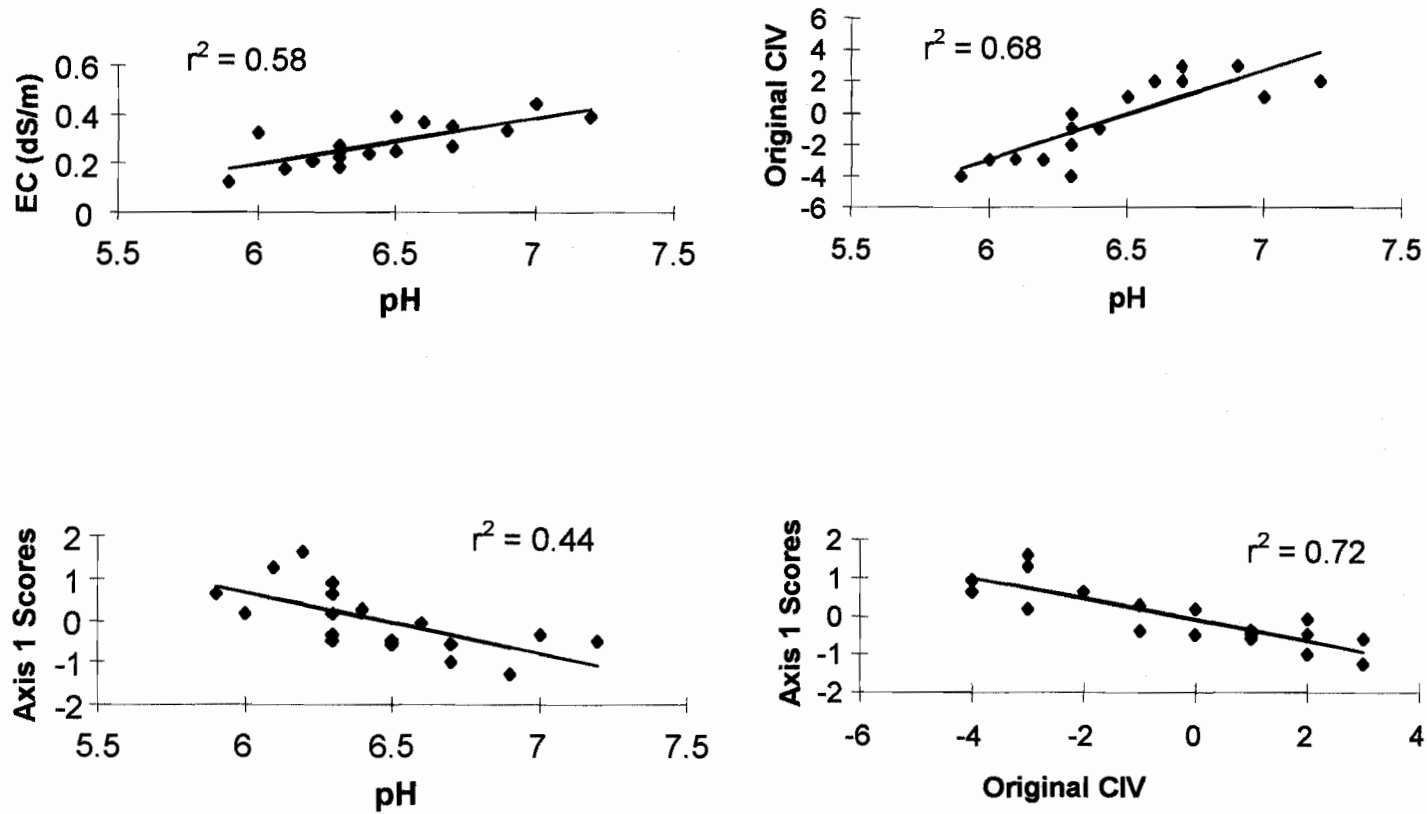 r² = 0.58
EC (dS/m)
0.6
0.4
0.2
0
5.5 6 6.5 7 7.5
pH
r² = 0.68
Original CIV
6
4
2
0
-2
-4
-6
5.5 6 6.5 7 7.5
pH
r² = 0.44
Axis 1 Scores
2
1
0
-1
-2
5.5 6 6.5 7 7.5
pH
r² = 0.72
Axis 1 Scores
2
1
0
-1
-2
-6 -4 -2 0 2 4
Original CIV